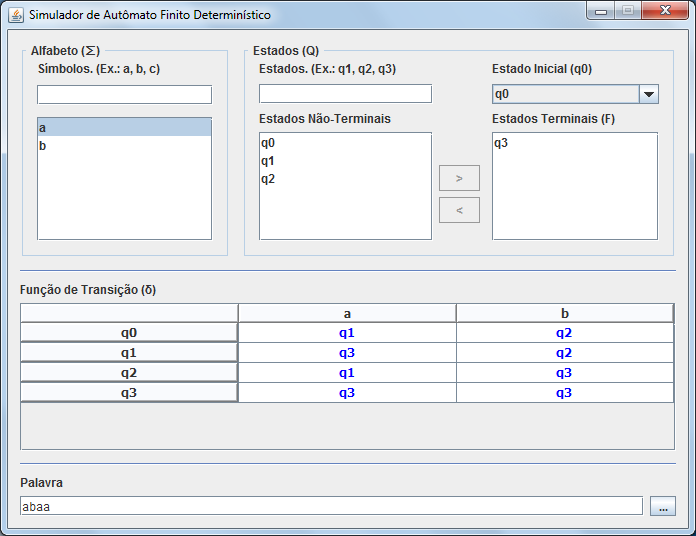 Simulador de Autômato Finito Determinístico
Alfabeto (Σ)
Símbolos. (Ex.: a, b, c)
a
b
Estados (Q)
Estados. (Ex.: q1, q2, q3)
Estado Inicial (q0)
q0
Estados Não-Terminais
q0
q1
q2
>
<
Estados Terminais (F)
q3
Função de Transição (δ)
a b
q0 q1 q2
q1 q3 q2
q2 q1 q3
q3 q3 q3
Palavra
abaa
...